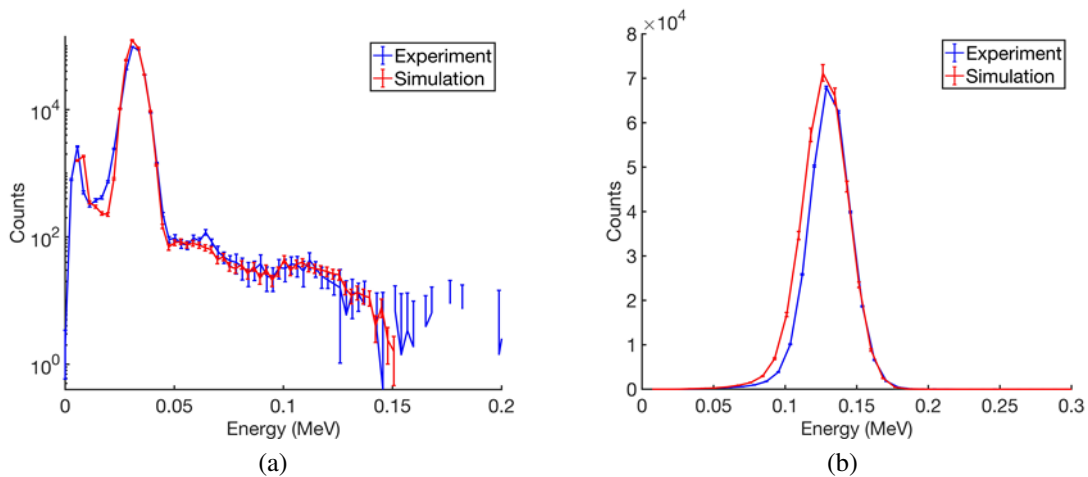 Experiment
Simulation
10^4
10^2
10^0
Counts
0 0.05 0.1 0.15 0.2
Energy (MeV)
(a)
8 ×10^4
7
6
5
4
3
2
1
0
Experiment
Simulation
Counts
0 0.05 0.1 0.15 0.2 0.25 0.3
Energy (MeV)
(b)